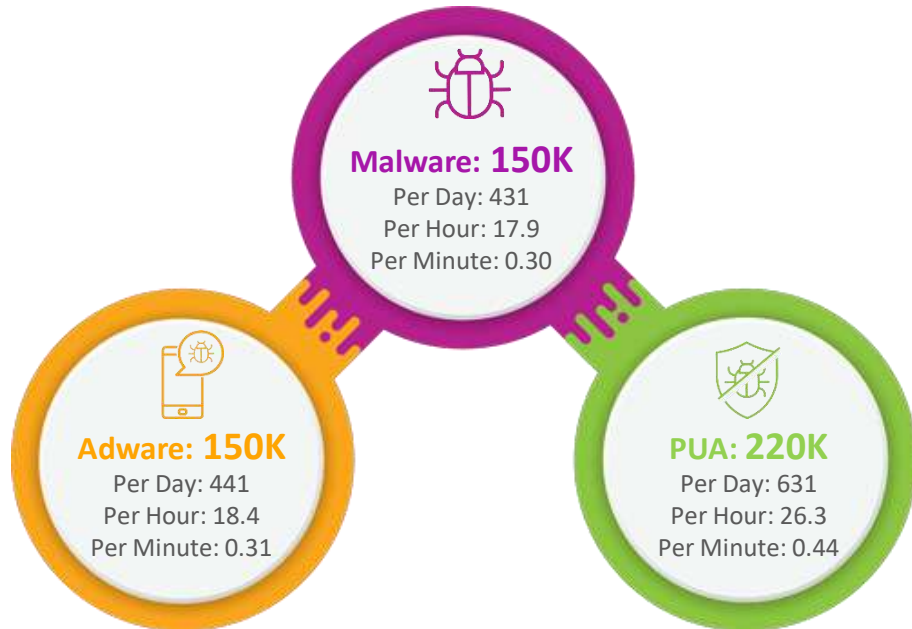 Malware: 150K
Per Day: 431
Per Hour: 17.9
Per Minute: 0.30
Adware: 150K
Per Day: 441
Per Hour: 18.4
Per Minute: 0.31
PUA: 220K
Per Day: 631
Per Hour: 26.3
Per Minute: 0.44